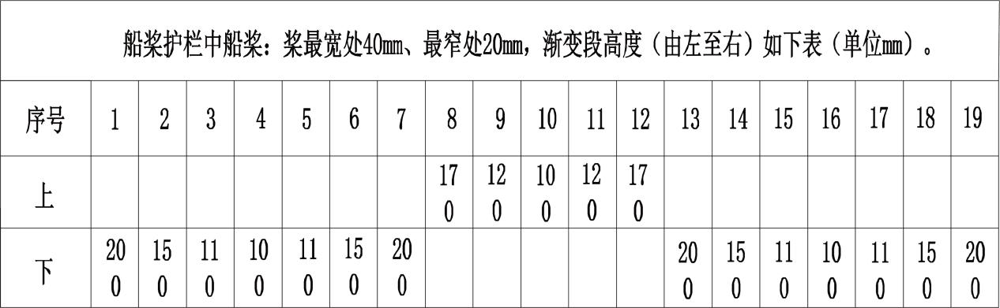 船桨护栏中船桨：桨最宽处40mm、最窄处20mm，渐变段高度（由左至右）如下表（单位mm）。
序号 1 2 3 4 5 6 7 8 9 10 11 12 13 14 15 16 17 18 19
上 170 120 100 120 170
下 200 150 110 100 110 150 200 200 150 110 100 110 150 200